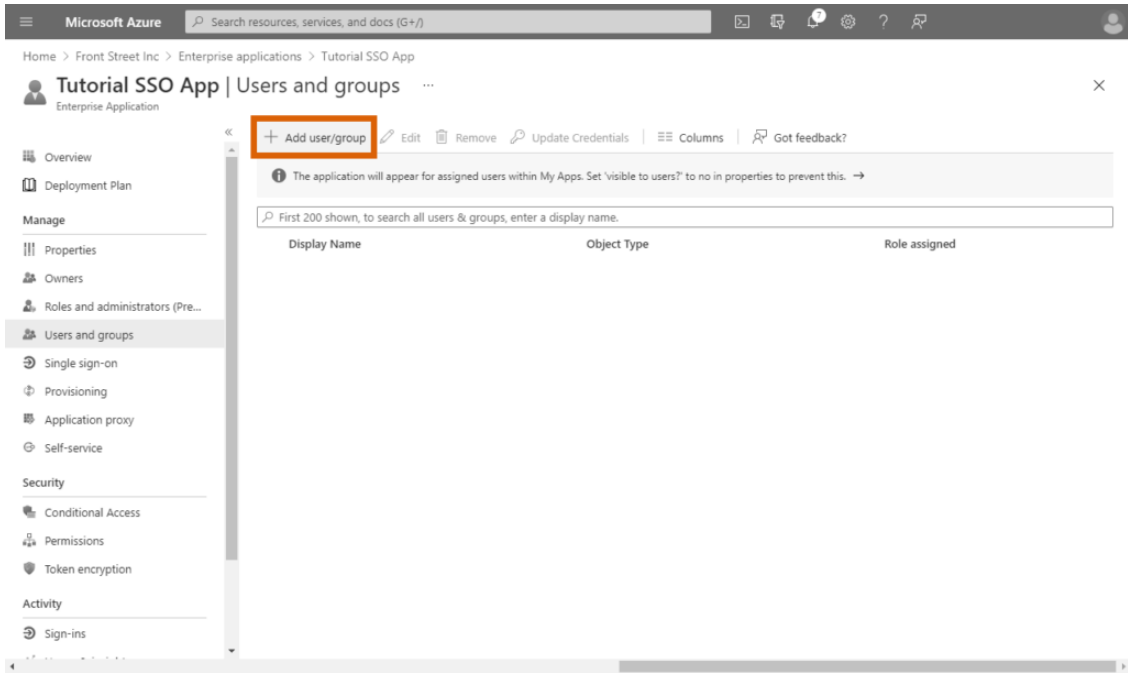 Microsoft Azure
Search resources, services, and docs (G+/)
7
Home > Front Street Inc > Enterprise applications > Tutorial SSO App
Tutorial SSO App | Users and groups ...
Enterprise Application
Add user/group
Edit
Remove
Update Credentials
Columns
Got feedback?
The application will appear for assigned users within My Apps. Set 'visible to users?' to no in properties to prevent this. →
First 200 shown, to search all users & groups, enter a display name.
Display Name
Object Type
Role assigned
Overview
Deployment Plan
Manage
Properties
Owners
Roles and administrators (Pre...
Users and groups
Single sign-on
Provisioning
Application proxy
Self-service
Security
Conditional Access
Permissions
Token encryption
Activity
Sign-ins